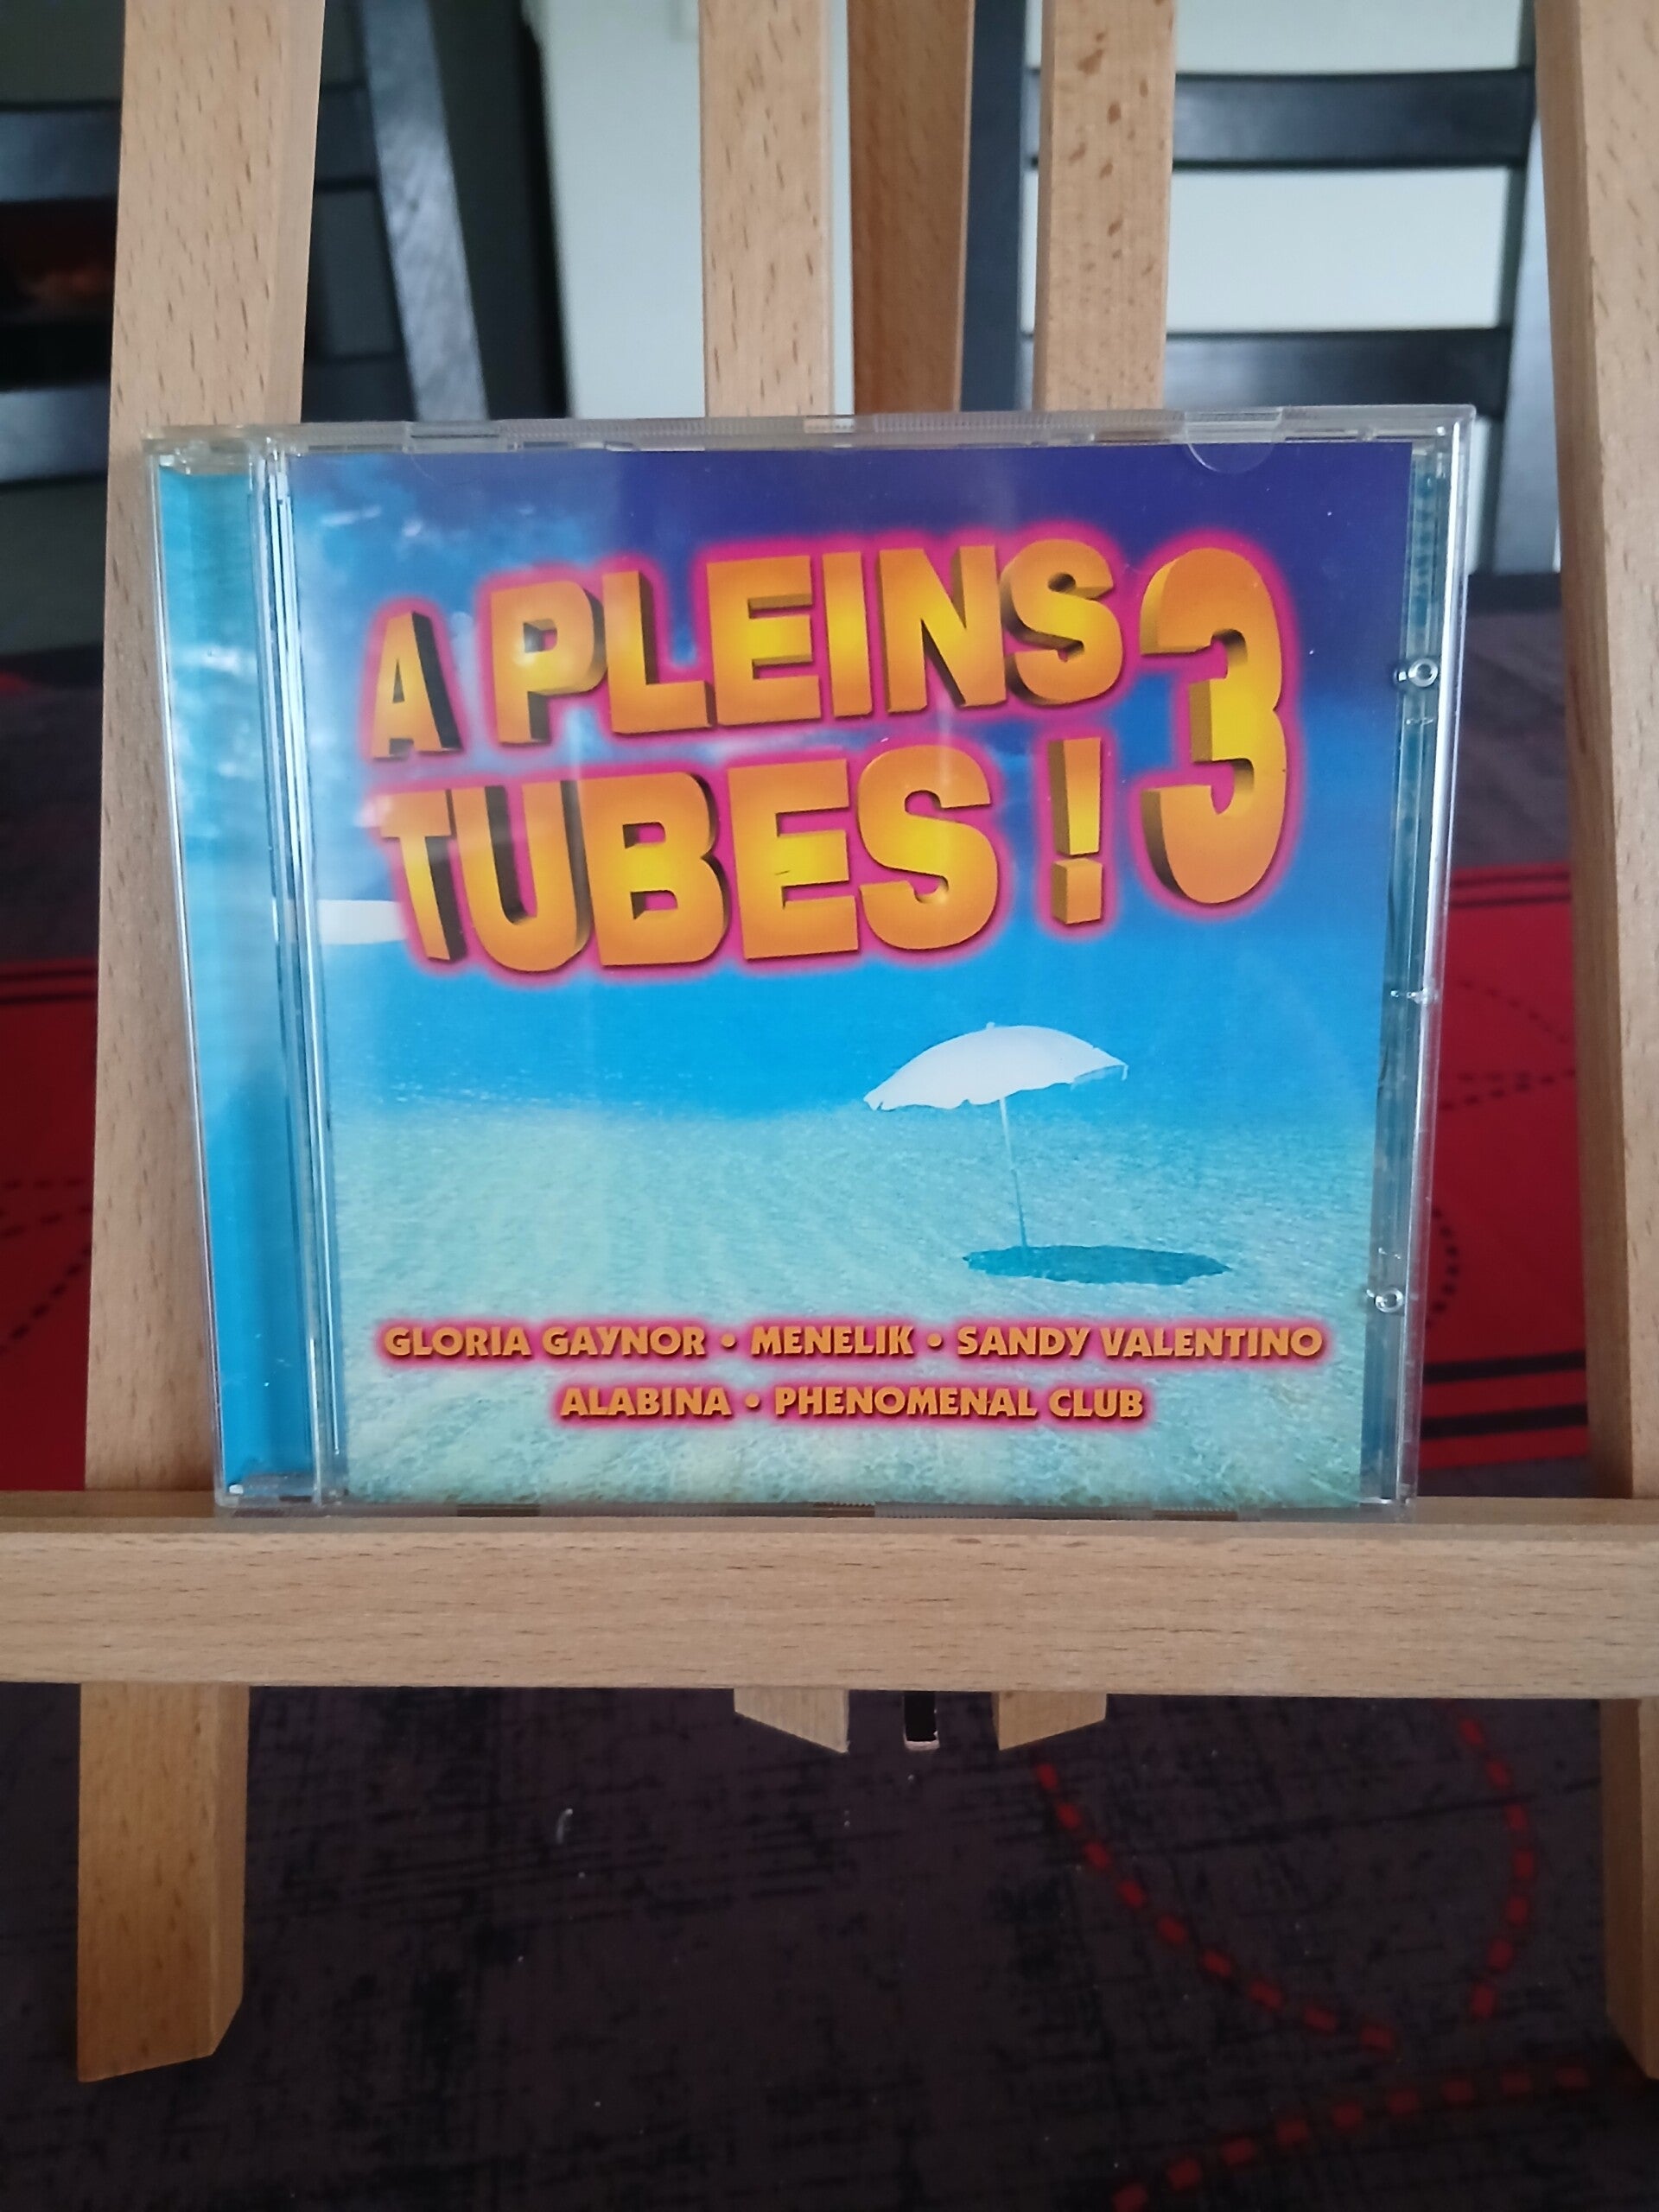 A PLEINS 3
TUBES !
GLORIA GAYNOR • MENELIK • SANDY VALENTINO
ALABINA • PHENOMENAL CLUB